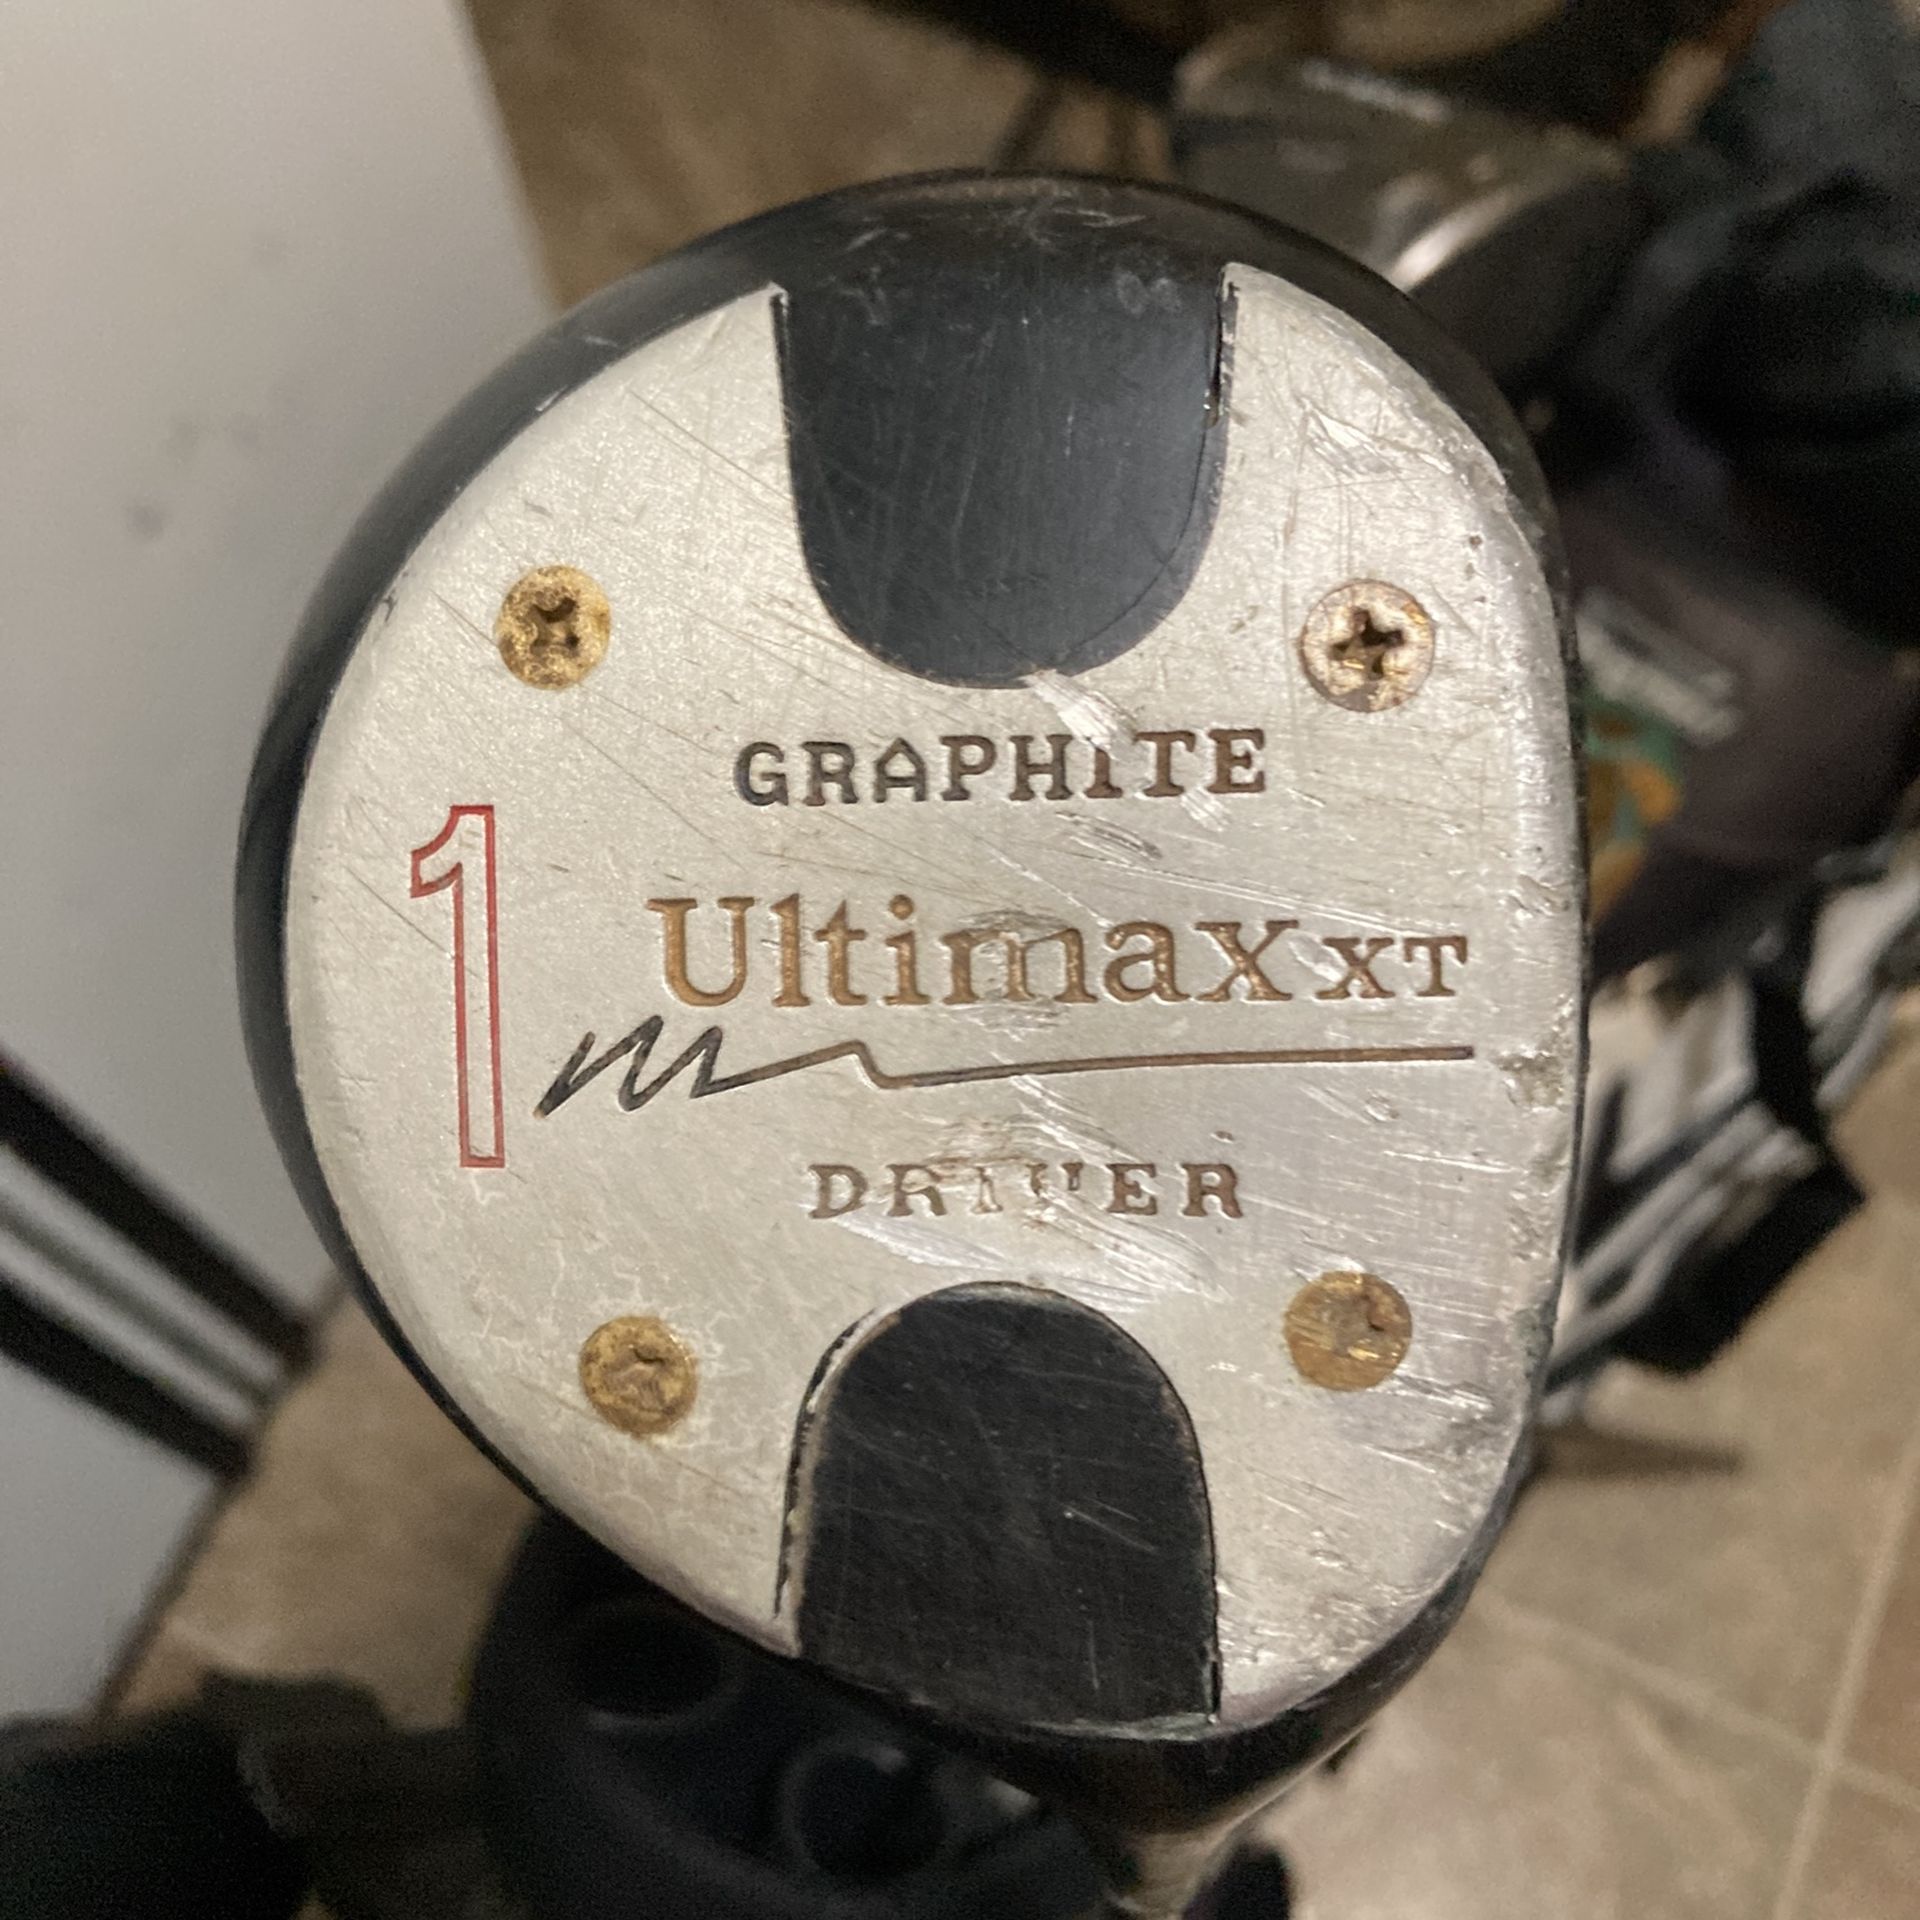 GRAPHITE
1
Ultimax XT
DRIVER